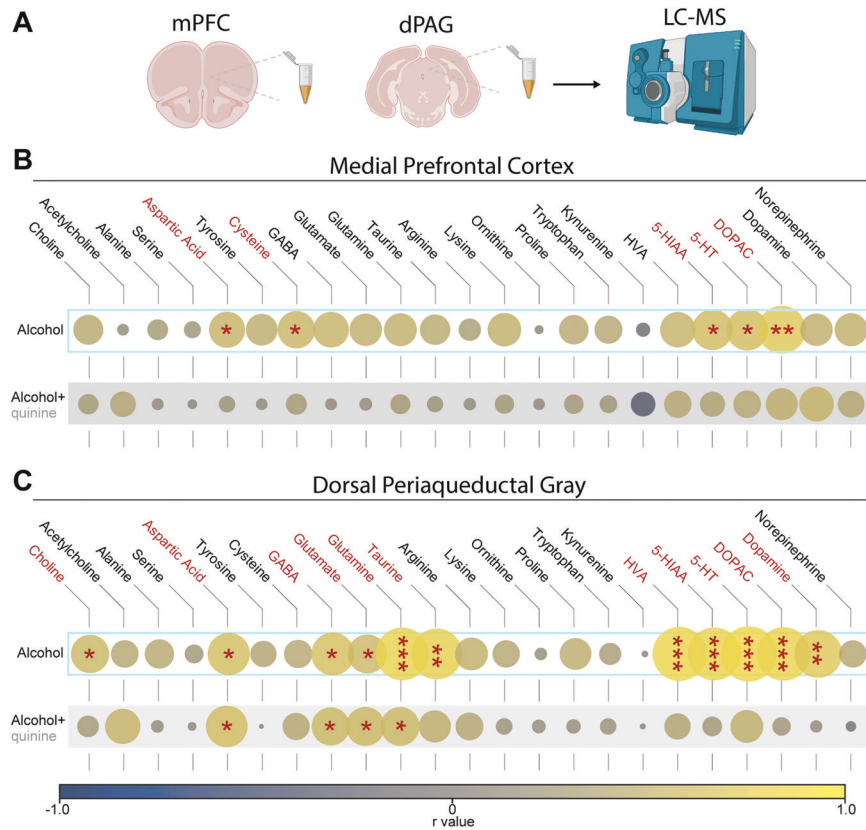 A
mPFC
dPAG
LC-MS
B
Medial Prefrontal Cortex
Choline
Acetylcholine
Alanine
Serine
Aspartic Acid
Tyrosine
Cysteine
GABA
Glutamate
Glutamine
Taurine
Arginine
Lysine
Ornithine
Proline
Tryptophan
Kynurenine
HVA
5-HIAA
5-HT
DOPAC
Dopamine
Norepinephrine
Alcohol
* * * * **
Alcohol+
quinine
C
Dorsal Periaqueductal Gray
Choline
Acetylcholine
Alanine
Serine
Aspartic Acid
Tyrosine
Cysteine
GABA
Glutamate
Glutamine
Taurine
Arginine
Lysine
Ornithine
Proline
Tryptophan
Kynurenine
HVA
5-HIAA
5-HT
DOPAC
Dopamine
Norepinephrine
Alcohol
* * * * *** ** *** *** *** *** **
Alcohol+
quinine
* * * *
-1.0 0 1.0
r value